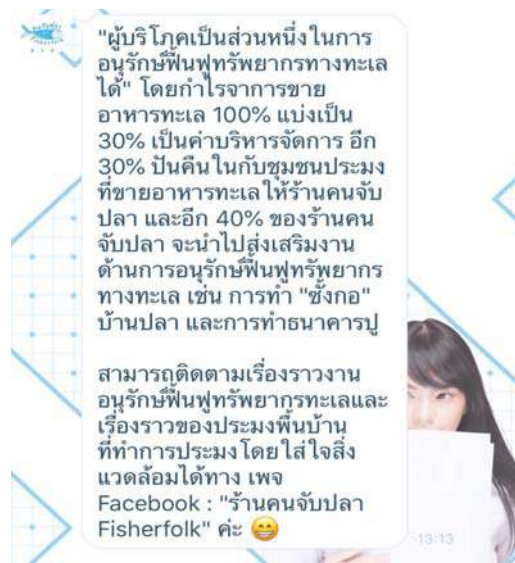 "ผู้บริโภคเป็นส่วนหนึ่งในการ
อนุรักษ์ฟื้นฟูทรัพยากรทางทะเล
ได้" โดยกำไรจาการขาย
อาหารทะเล 100% แบ่งเป็น
30% เป็นค่าบริหารจัดการ อีก
30% ปันคืนในกับชุมชนประมง
ที่ขายอาหารทะเลให้ร้านคนจับ
ปลา และอีก 40% ของร้านคน
จับปลา จะนำไปส่งเสริมงาน
ด้านการอนุรักษ์ฟื้นฟูทรัพยากร
ทางทะเล เช่น การทำ "ซั้งกอ"
บ้านปลา และการทำธนาคารปู
สามารถติดตามเรื่องราวงาน
อนุรักษ์ฟื้นฟูทรัพยากรทะเลและ
เรื่องราวของประมงพื้นบ้าน
ที่ทำการประมงโดยใส่ใจสิ่ง
แวดล้อมได้ทาง เพจ
Facebook : "ร้านคนจับปลา
Fisherfolk" ค่ะ 😁
13:13